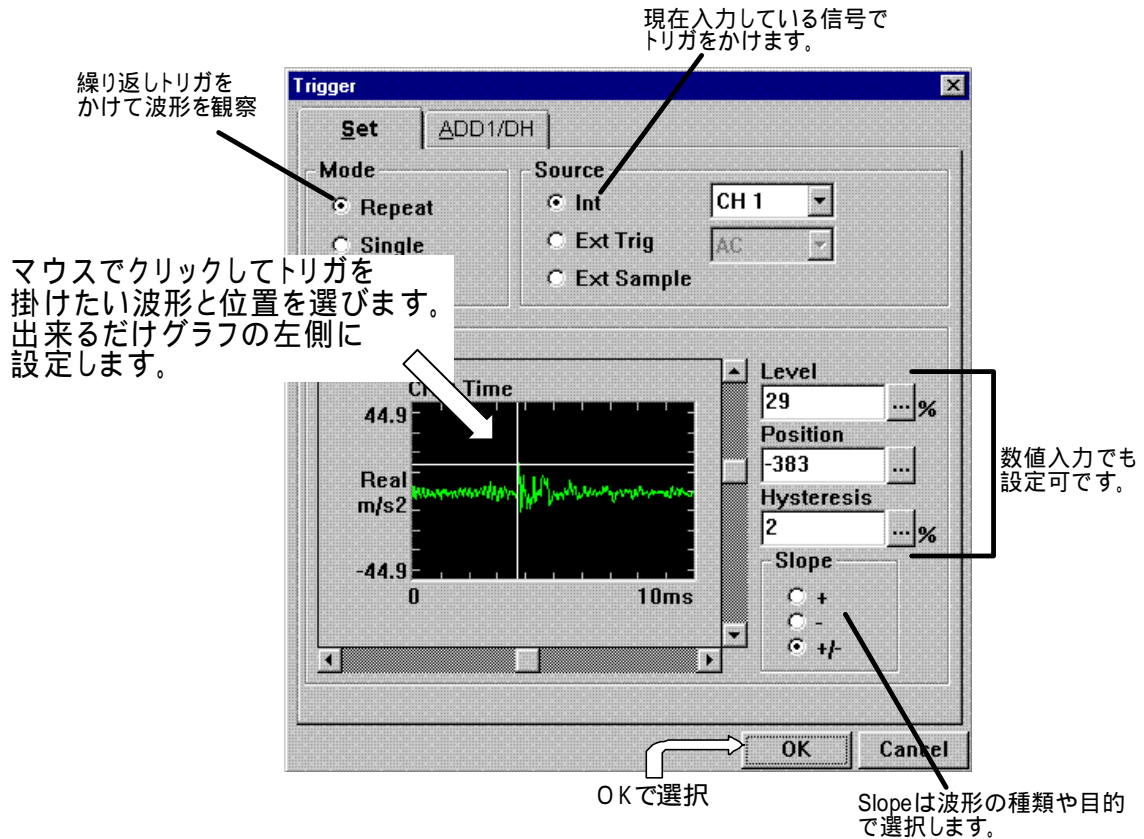 現在入力している信号で
トリガをかけます。
繰り返しトリガを
かけて波形を観察
Trigger
Set
ADD1/DH
Mode
Repeat
Single
Source
Int
CH 1
Ext Trig
AC
Ext Sample
マウスでクリックしてトリガを
掛けたい波形と位置を選びます。
出来るだけグラフの左側に
設定します。
Time
44.9
Real
m/s2
-44.9
0
10ms
Level
29
... %
Position
-383
...
Hysteresis
2
... %
Slope
+
-
+/-
数値入力でも
設定可です。
OK
Cancel
OKで選択
Slopeは波形の種類や目的
で選択します。